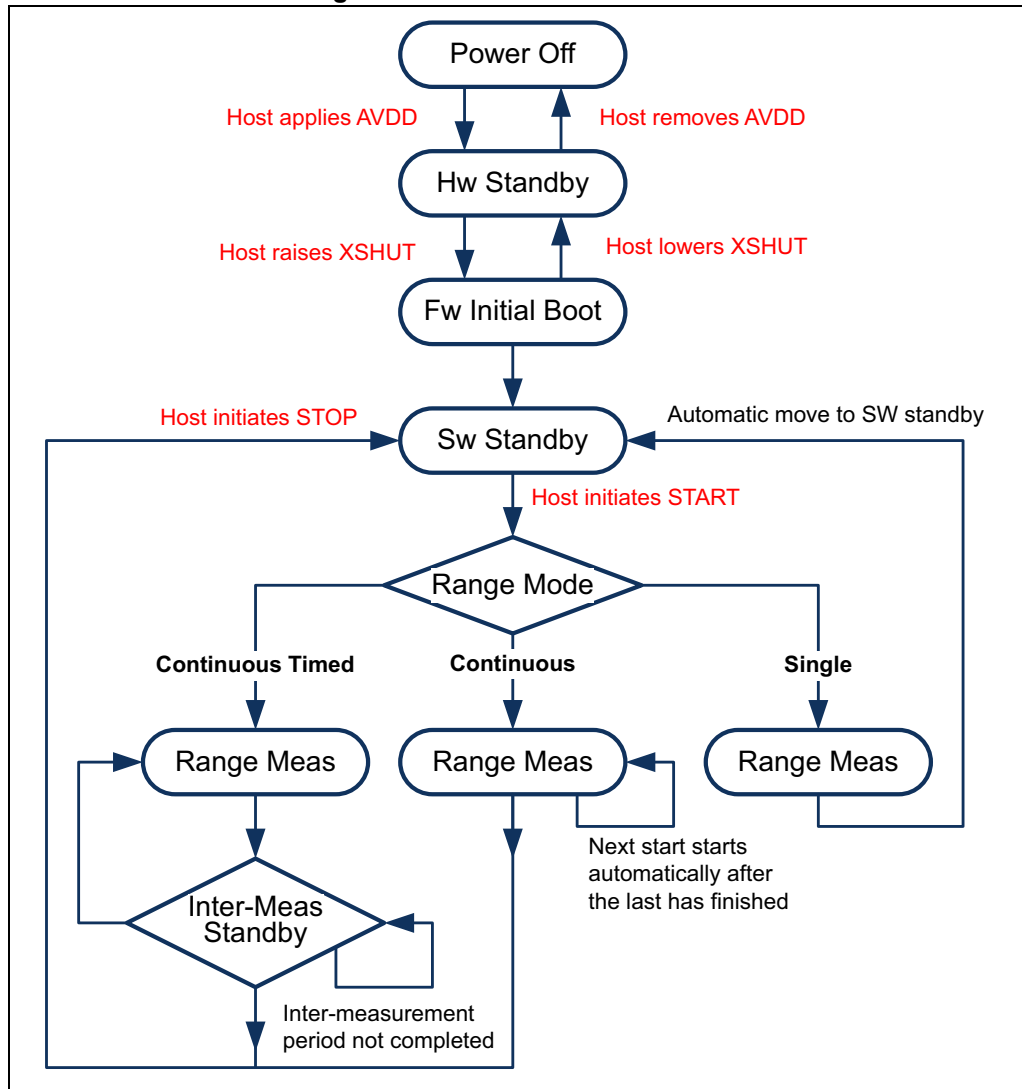 Power Off
Host applies AVDD
Host removes AVDD
Hw Standby
Host raises XSHUT
Host lowers XSHUT
Fw Initial Boot
Host initiates STOP
Automatic move to SW standby
Sw Standby
Host initiates START
Range Mode
Continuous Timed
Continuous
Single
Range Meas
Range Meas
Range Meas
Next start starts
automatically after
the last has finished
Inter-Meas
Standby
Inter-measurement
period not completed